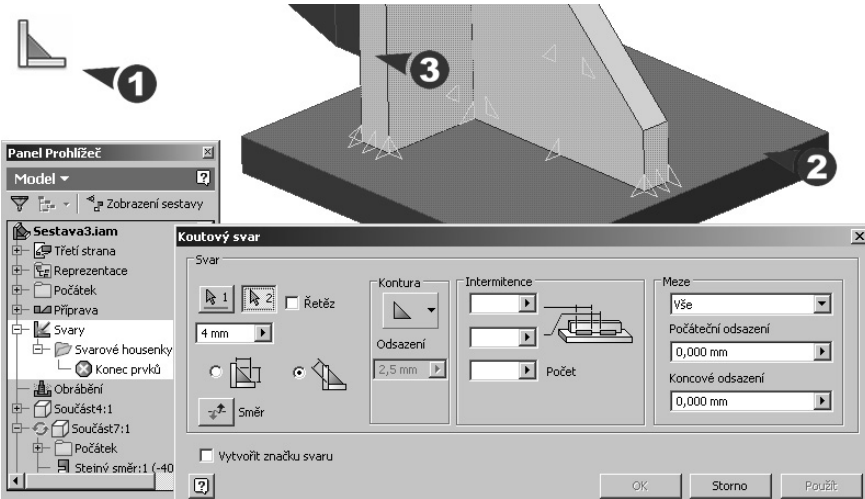 1
3
2
Panel Prohlížeč
Model
Zobrazení sestavy
Sestava3.iam
Třetí strana
Reprezentace
Počátek
Příprava
Svary
Svarové housenky
Konec prvků
Obrábění
Součást4:1
Součást7:1
Počátek
Stejný směr:1 (-40
Koutový svar
Svar
1 2 Řetěz
4 mm
Směr
Kontura
Odsazení
2,5 mm
Intermitence
Počet
Meze
Vše
Počáteční odsazení
0,000 mm
Koncové odsazení
0,000 mm
Vytvořit značku svaru
OK Storno Použít